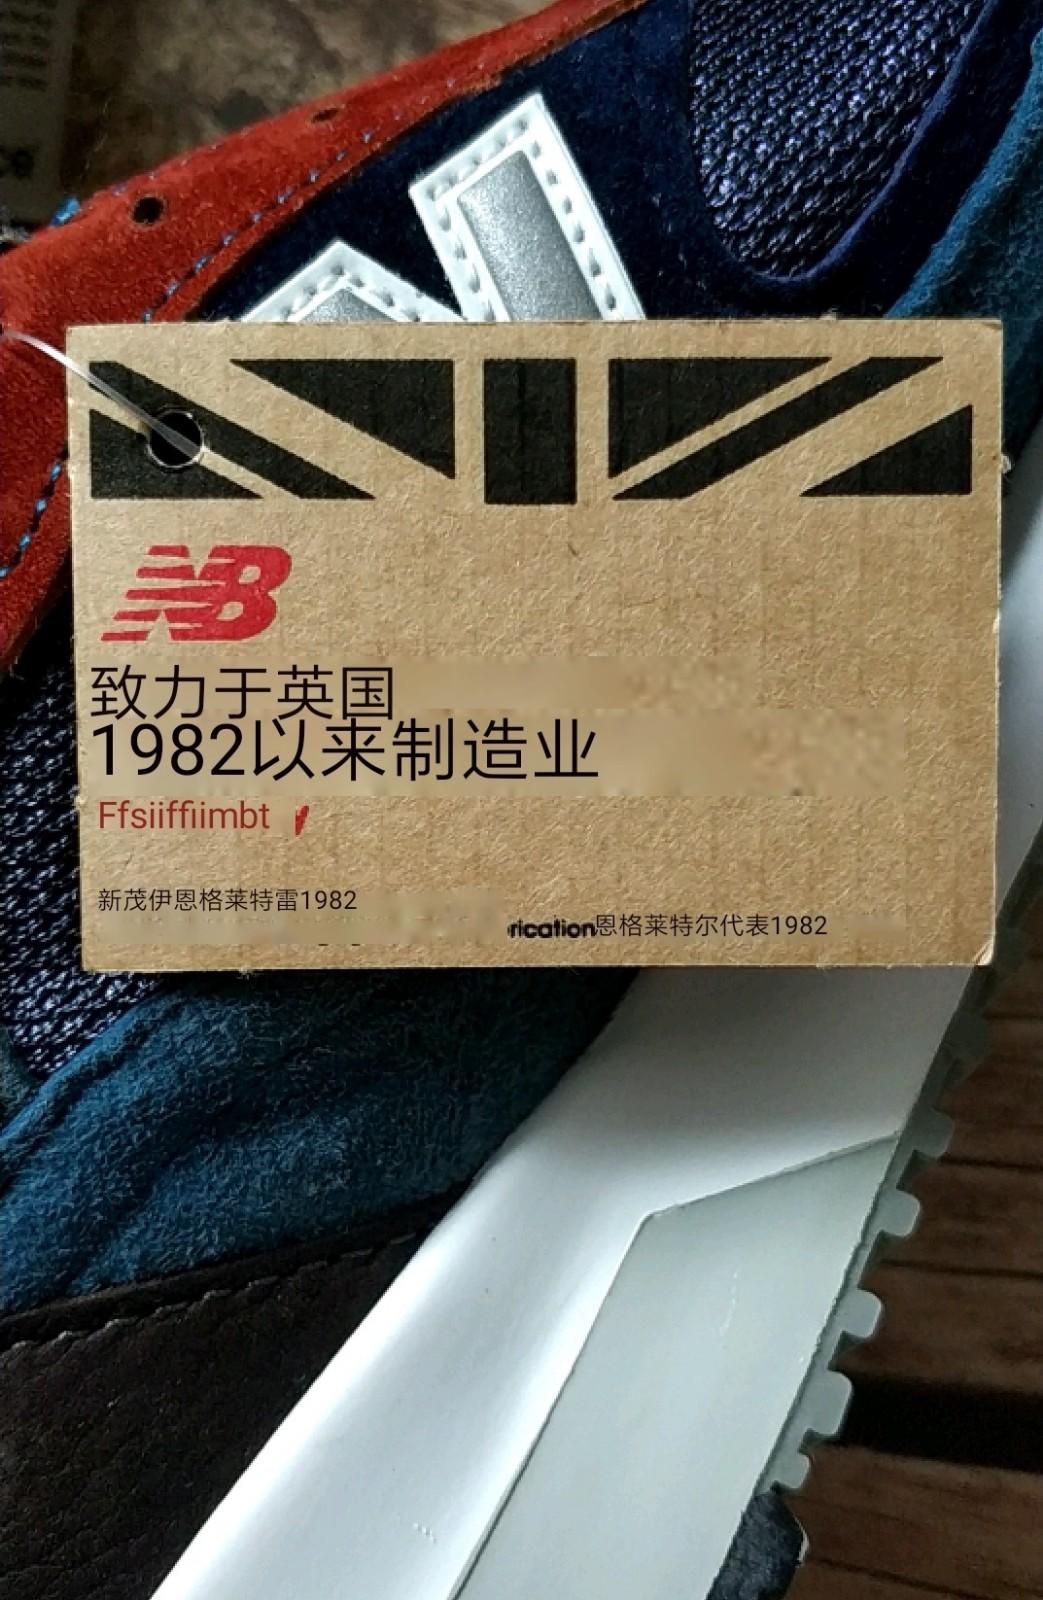 NB
致力于英国
1982以来制造业
Ffsiiffiimbt
新茂伊恩格莱特雷1982
rication恩格莱特尔代表1982